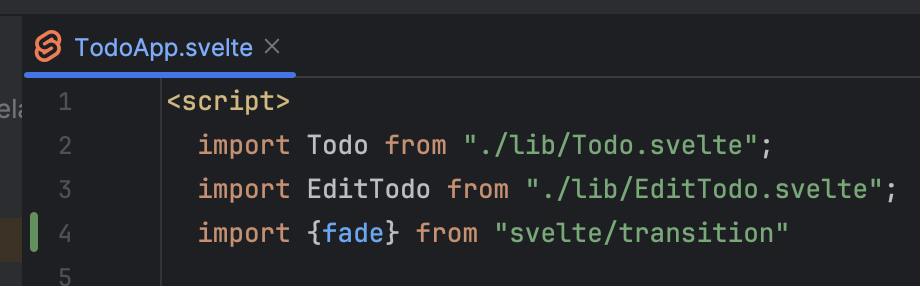 TodoApp.svelte
ela
1 <script>
2 import Todo from "./lib/Todo.svelte";
3 import EditTodo from "./lib/EditTodo.svelte";
4 import {fade} from "svelte/transition"
5